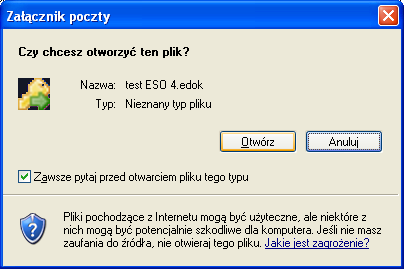 Załącznik poczty
Czy chcesz otworzyć ten plik?
Nazwa: test ESO 4.edok
Typ: Nieznany typ pliku
Otwórz Anuluj
Zawsze pytaj przed otwarciem pliku tego typu
Pliki pochodzące z Internetu mogą być użyteczne, ale niektóre z
nich mogą być potencjalnie szkodliwe dla komputera. Jeśli nie masz
zaufania do źródła, nie otwieraj tego pliku. Jakie jest zagrożenie?